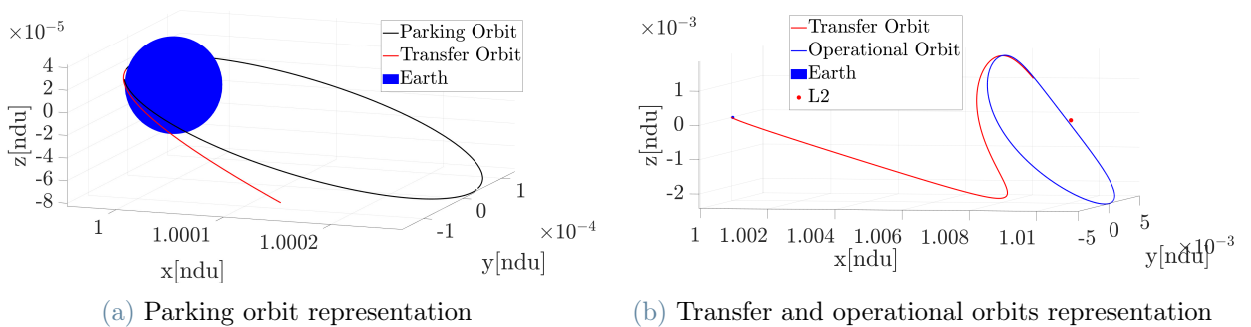 ×10⁻⁵
Parking Orbit
Transfer Orbit
Earth
4
2
0
-2
-4
-6
-8
z[ndu]
1
1.0001
1.0002
x[ndu]
-1
0
1
×10⁻⁴
y[ndu]
(a) Parking orbit representation
×10⁻³
Transfer Orbit
Operational Orbit
Earth
L2
1
0
-1
-2
z[ndu]
1
1.002
1.004
1.006
1.008
1.01
x[ndu]
-5
0
5
×10⁻³
y[ndu]
(b) Transfer and operational orbits representation